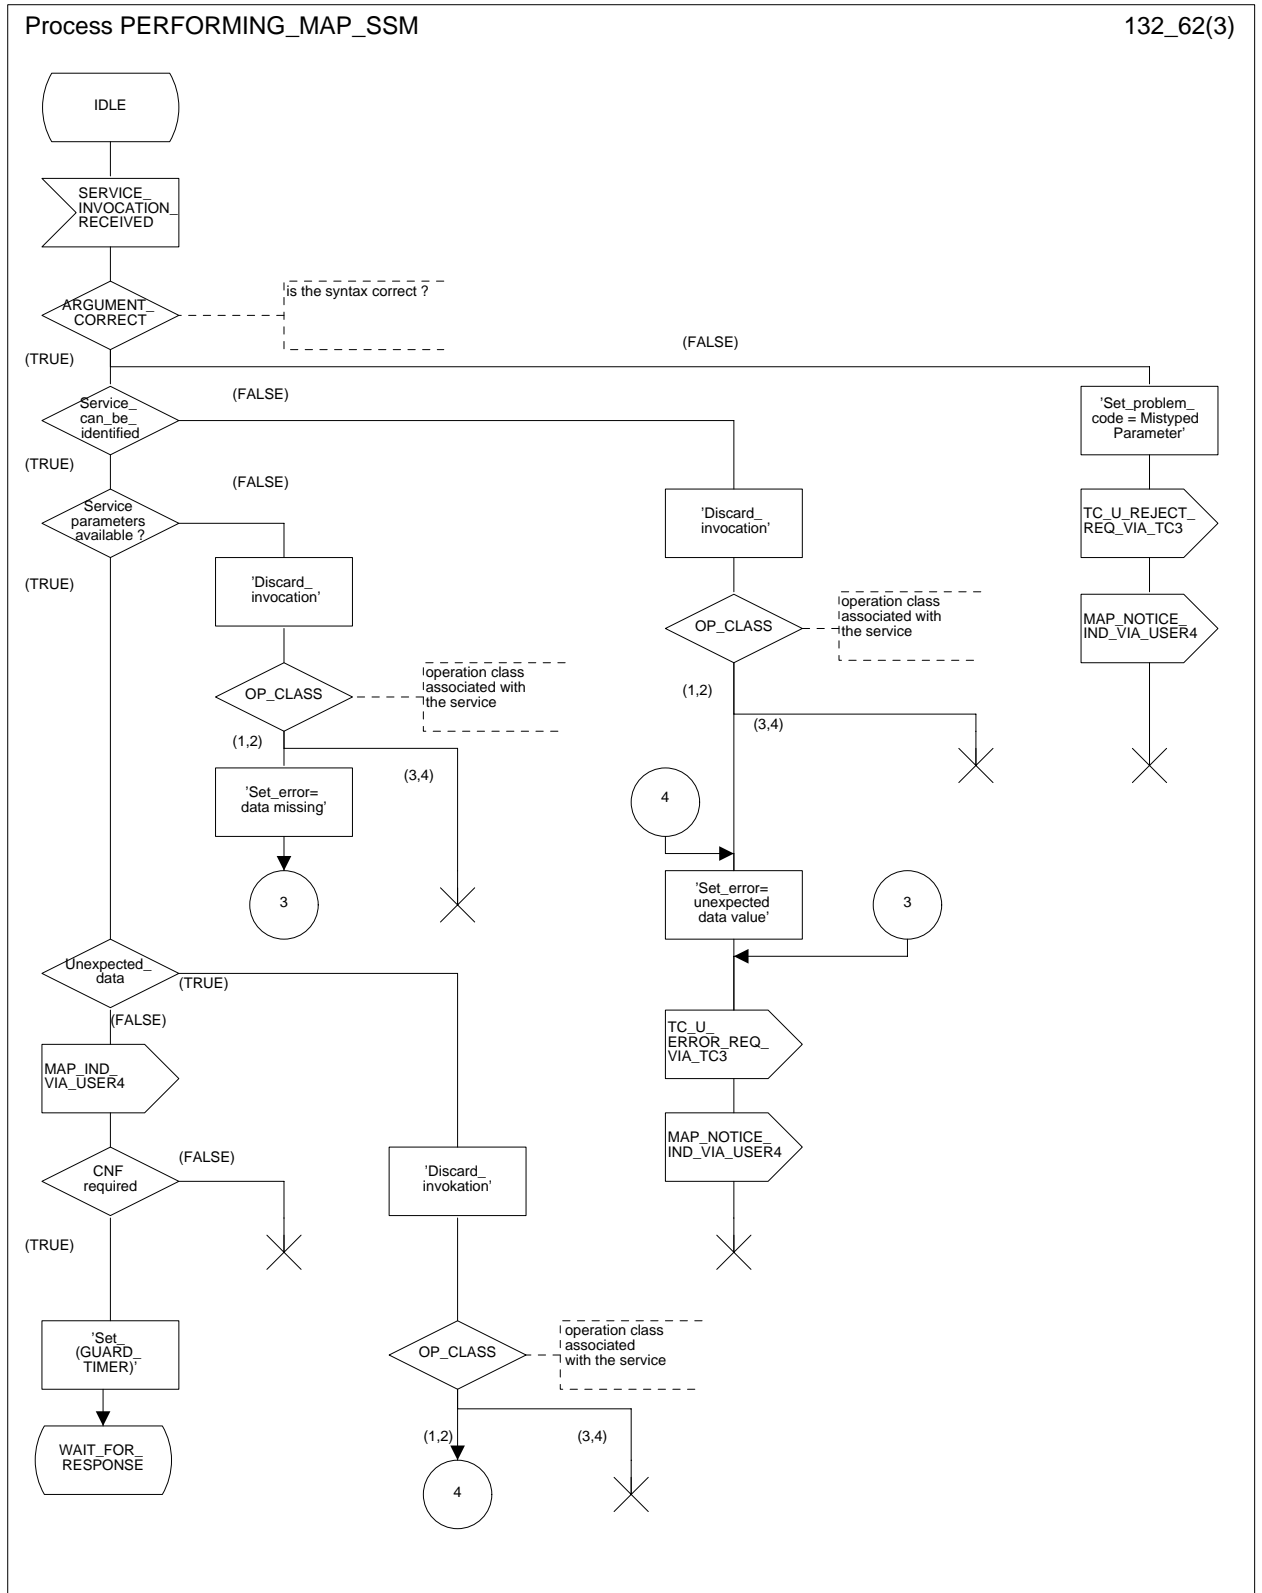 Process PERFORMING_MAP_SSM
132_62(3)
IDLE
SERVICE_
INVOCATION_
RECEIVED
ARGUMENT_
CORRECT
is the syntax correct ?
(TRUE)
(FALSE)
Service_
can_be_
identified
(FALSE)
'Set_problem_
code = Mistyped
Parameter'
(TRUE)
Service
parameters
available ?
(FALSE)
'Discard_
invocation'
TC_U_REJECT_
REQ_VIA_TC3
(TRUE)
'Discard_
invocation'
OP_CLASS
operation class
associated with
the service
MAP_NOTICE_
IND_VIA_USER4
OP_CLASS
operation class
associated with
the service
(1,2)
(3,4)
(1,2)
(3,4)
'Set_error=
data missing'
4
3
'Set_error=
unexpected
data value'
3
Unexpected_
data
(TRUE)
(FALSE)
MAP_IND_
VIA_USER4
TC_U_
ERROR_REQ_
VIA_TC3
CNF
required
(FALSE)
'Discard_
invokation'
MAP_NOTICE_
IND_VIA_USER4
(TRUE)
'Set_
(GUARD_
TIMER)'
OP_CLASS
operation class
associated
with the service
(1,2)
(3,4)
WAIT_FOR_
RESPONSE
4